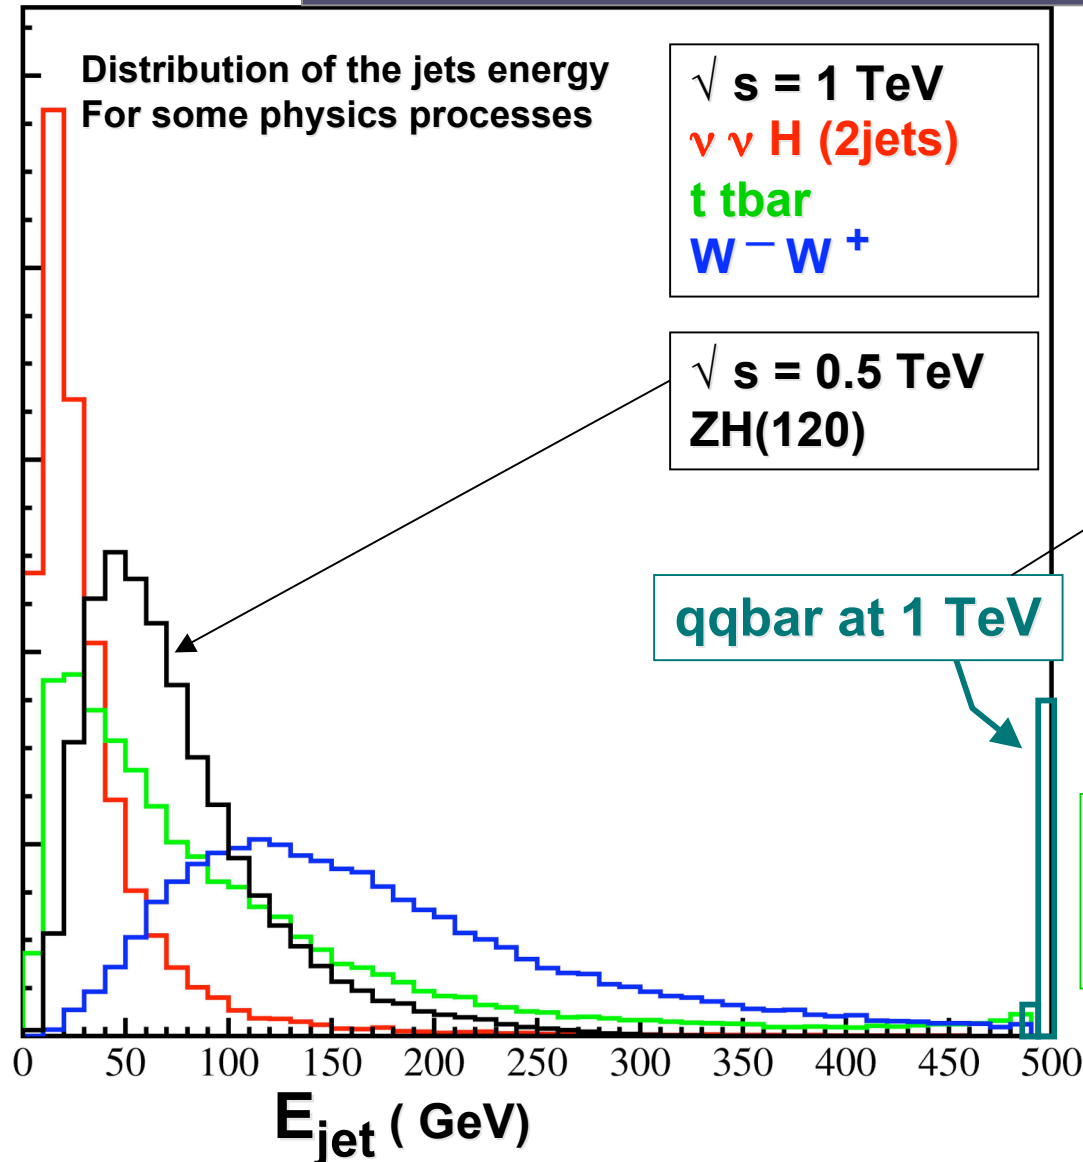 Distribution of the jets energy
For some physics processes
√ s = 1 TeV
ν ν H (2jets)
t tbar
W – W +
√ s = 0.5 TeV
ZH(120)
qqbar at 1 TeV
0 50 100 150 200 250 300 350 400 450 500
Ejet ( GeV)